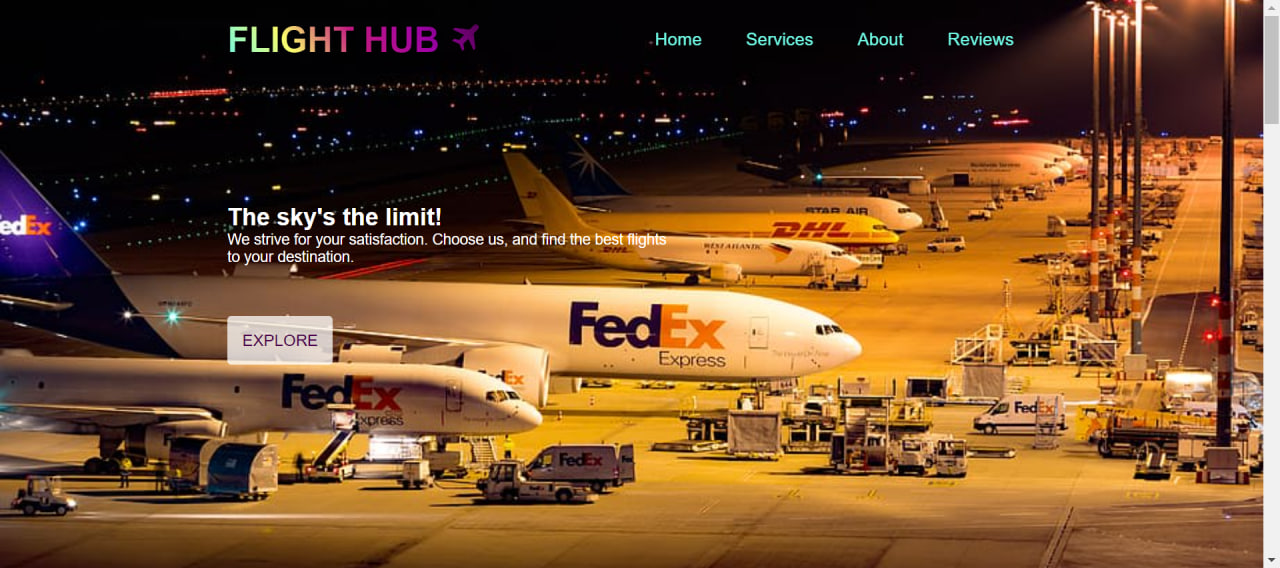 FLIGHT HUB
Home
Services
About
Reviews
The sky's the limit!
We strive for your satisfaction. Choose us, and find the best flights
to your destination.
EXPLORE
FedEx
STAR AIR
DHL
DHL
WEST ATLANTIC
FedEx
Express
FedEx
Express
Ex
FedEx
FedEx